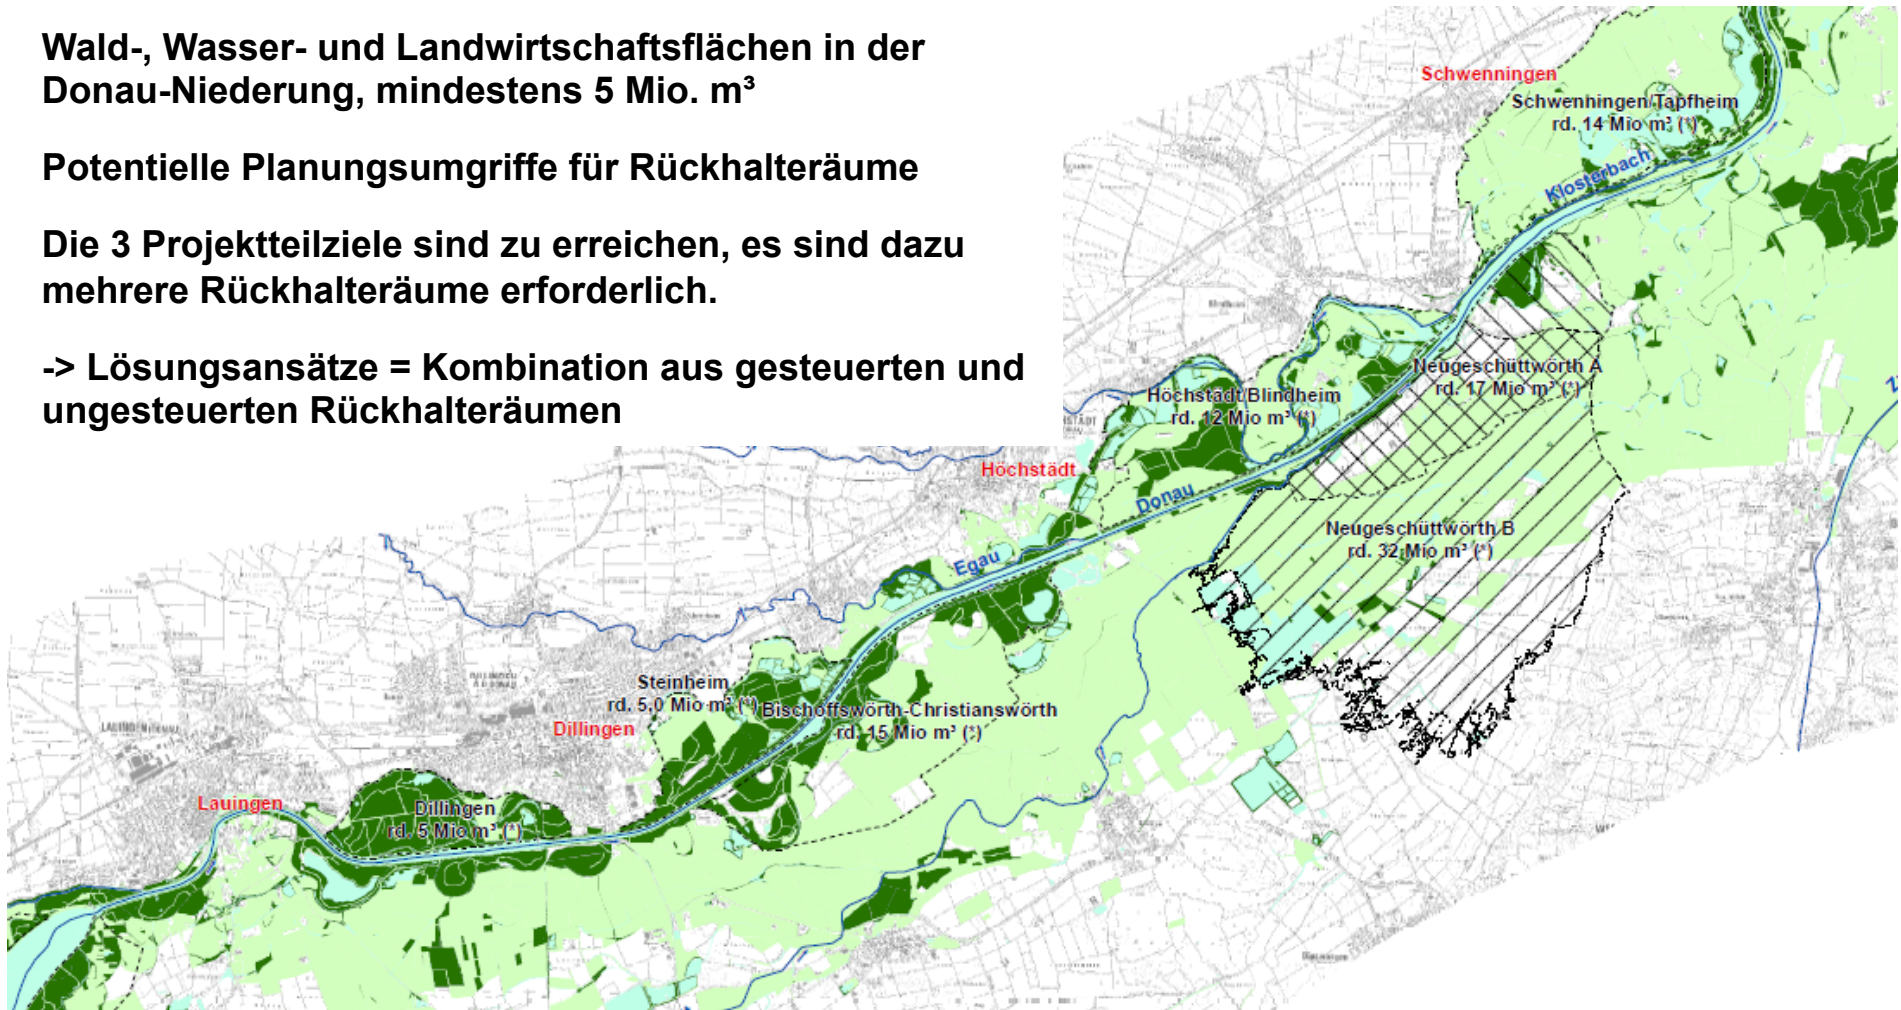 Wald-, Wasser- und Landwirtschaftsflächen in der
Donau-Niederung, mindestens 5 Mio. m³
Potentielle Planungsumgriffe für Rückhalteräume
Die 3 Projektteilziele sind zu erreichen, es sind dazu
mehrere Rückhalteräume erforderlich.
-> Lösungsansätze = Kombination aus gesteuerten und
ungesteuerten Rückhalteräumen
Schwenningen
Schwenningen/Tapfheim
rd. 14 Mio m³ (*)
Klosterbach
Neugeschüttwörth A
rd. 17 Mio m³ (*)
Höchstädt/Blindheim
rd. 12 Mio m³ (*)
Höchstädt
Donau
Neugeschüttwörth B
rd. 32 Mio m³ (*)
Egau
Steinheim
rd. 5,0 Mio m³ (*)
Bischoffswörth-Christianswörth
rd. 15 Mio m³ (*)
Dillingen
Lauingen
Dillingen
rd. 5 Mio m³ (*)